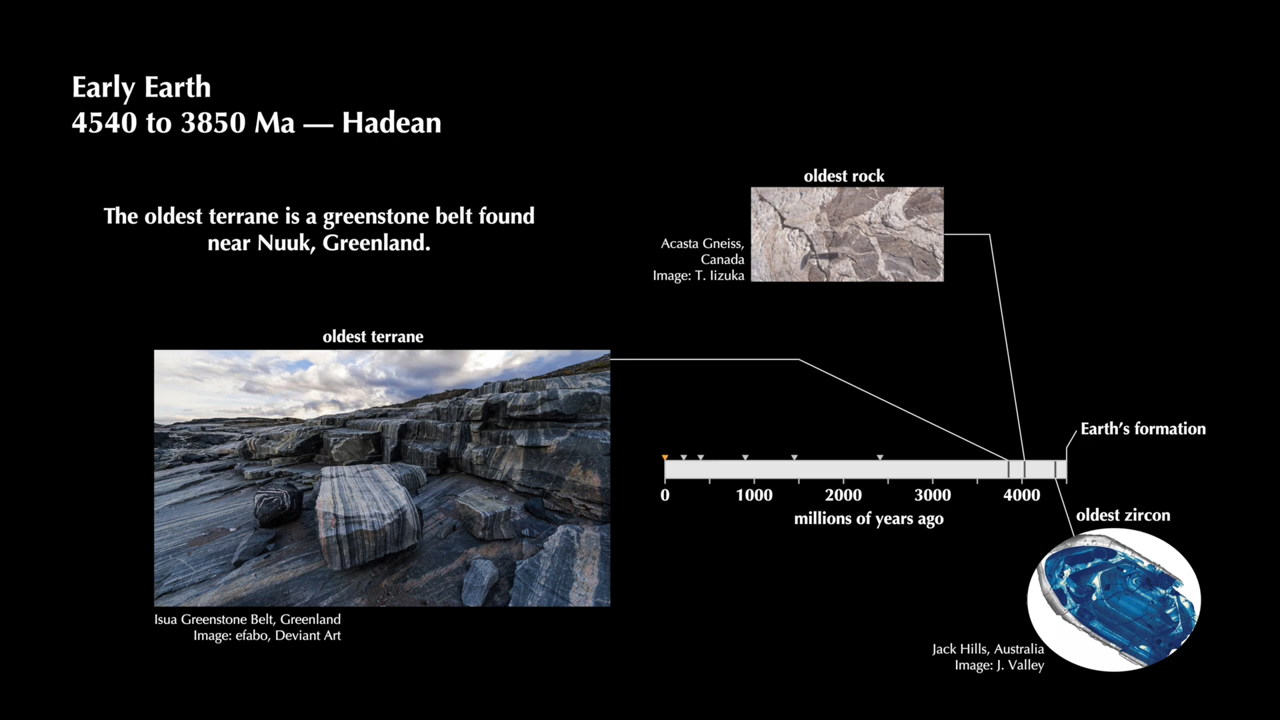 Early Earth
4540 to 3850 Ma — Hadean
The oldest terrane is a greenstone belt found
near Nuuk, Greenland.
oldest rock
Acasta Gneiss,
Canada
Image: T. Iizuka
oldest terrane
Isua Greenstone Belt, Greenland
Image: efabo, Deviant Art
Earth's formation
0 1000 2000 3000 4000
millions of years ago
oldest zircon
Jack Hills, Australia
Image: J. Valley